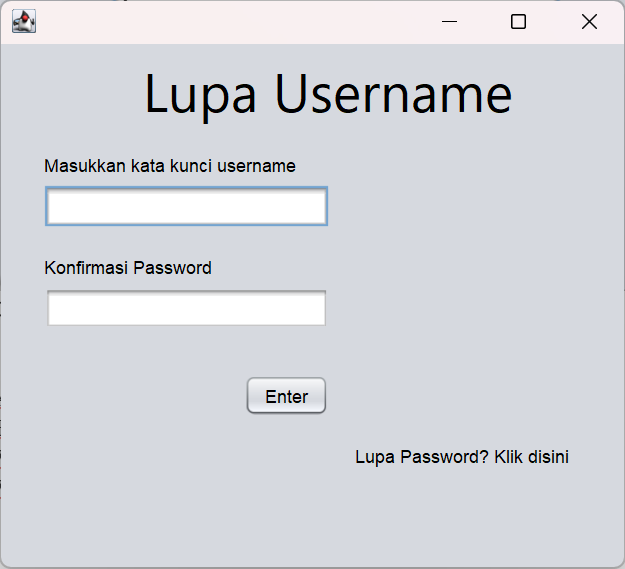 Lupa Username
Masukkan kata kunci username
Konfirmasi Password
Enter
Lupa Password? Klik disini